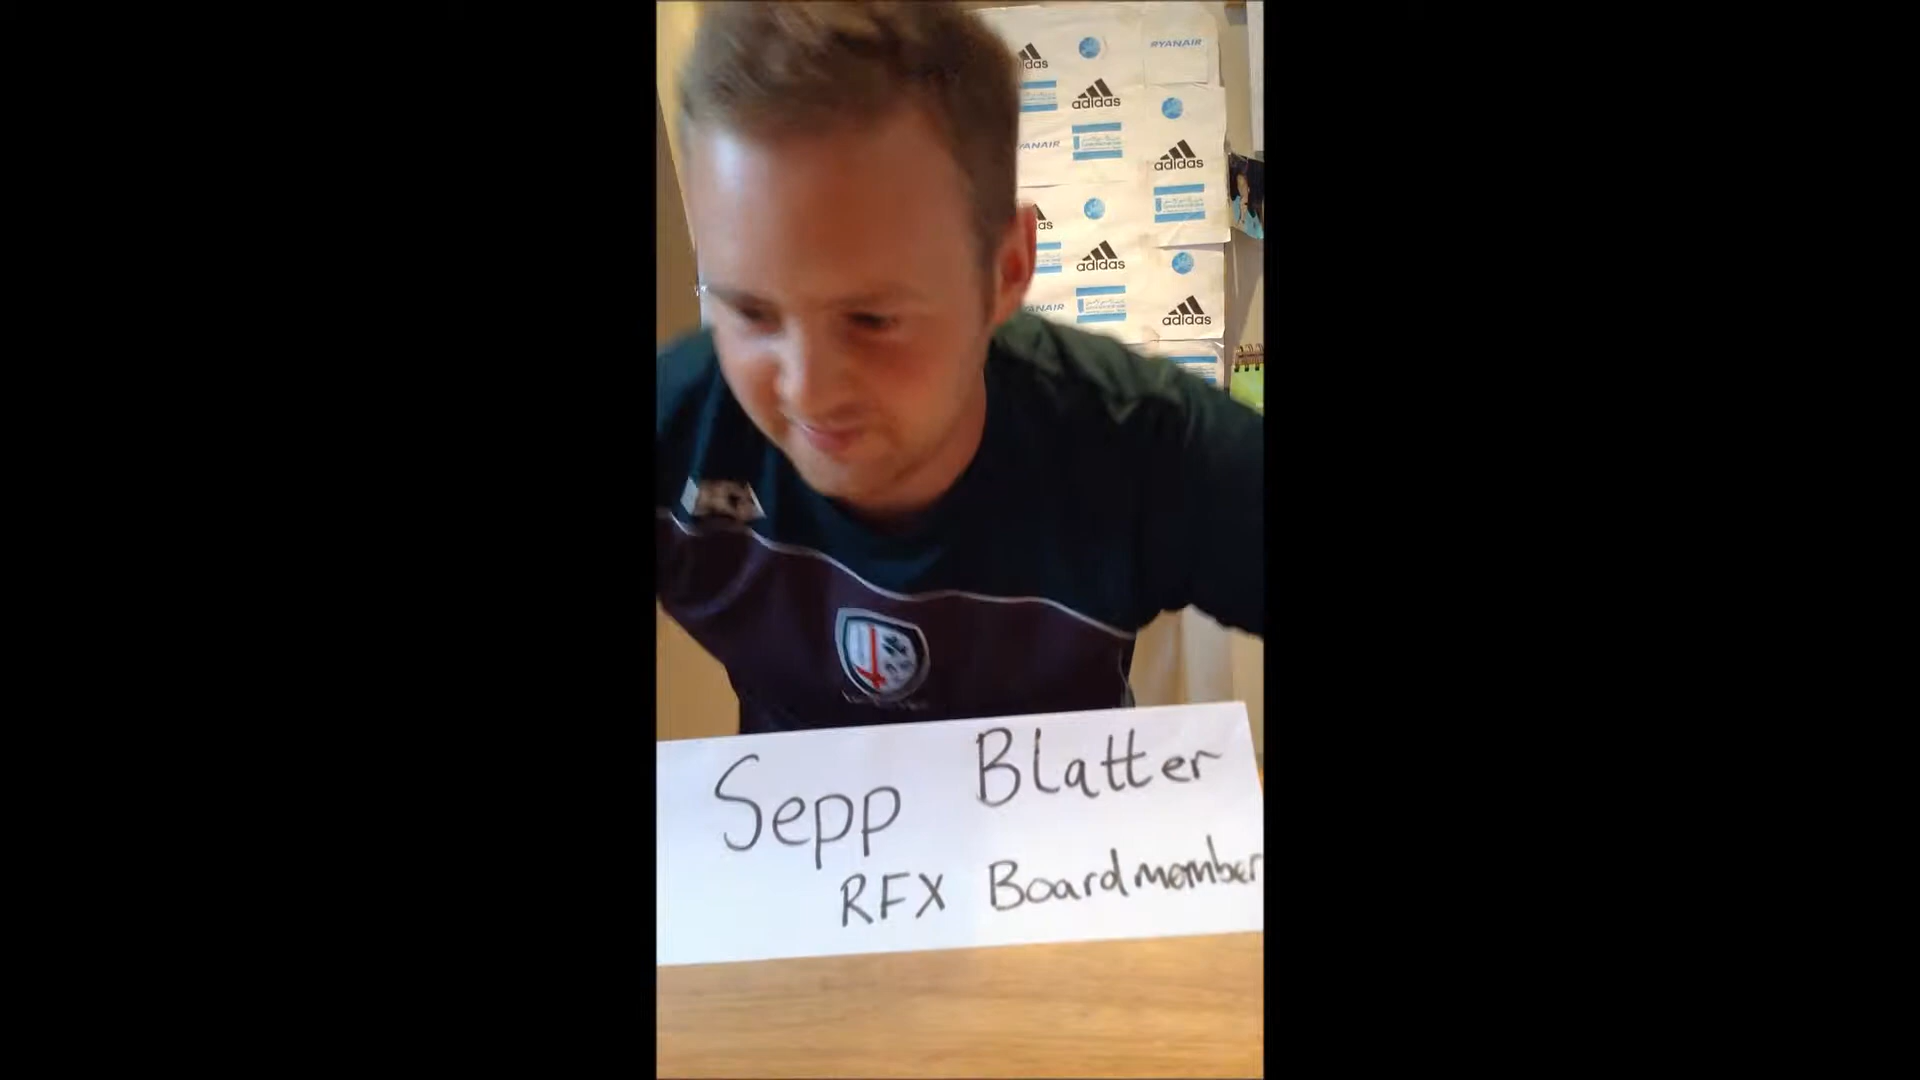 RYANAIR
adidas
adidas
adidas
adidas
adidas
Sepp Blatter
RFX Boardmember